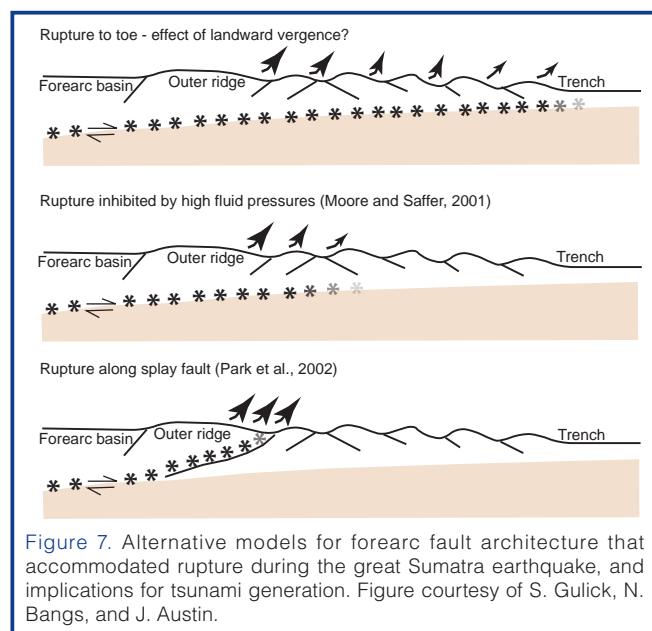 Rupture to toe - effect of landward vergence?
Forearc basin
Outer ridge
Trench
Rupture inhibited by high fluid pressures (Moore and Saffer, 2001)
Forearc basin
Outer ridge
Trench
Rupture along splay fault (Park et al., 2002)
Forearc basin
Outer ridge
Trench
Figure 7. Alternative models for forearc fault architecture that
accommodated rupture during the great Sumatra earthquake, and
implications for tsunami generation. Figure courtesy of S. Gulick, N.
Bangs, and J. Austin.